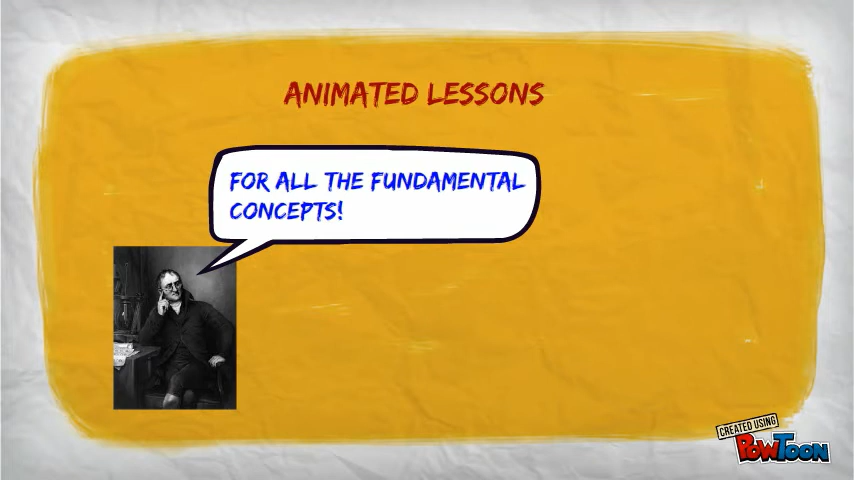 ANIMATED LESSONS
FOR ALL THE FUNDAMENTAL
CONCEPTS!
CREATED USING
POWTOON